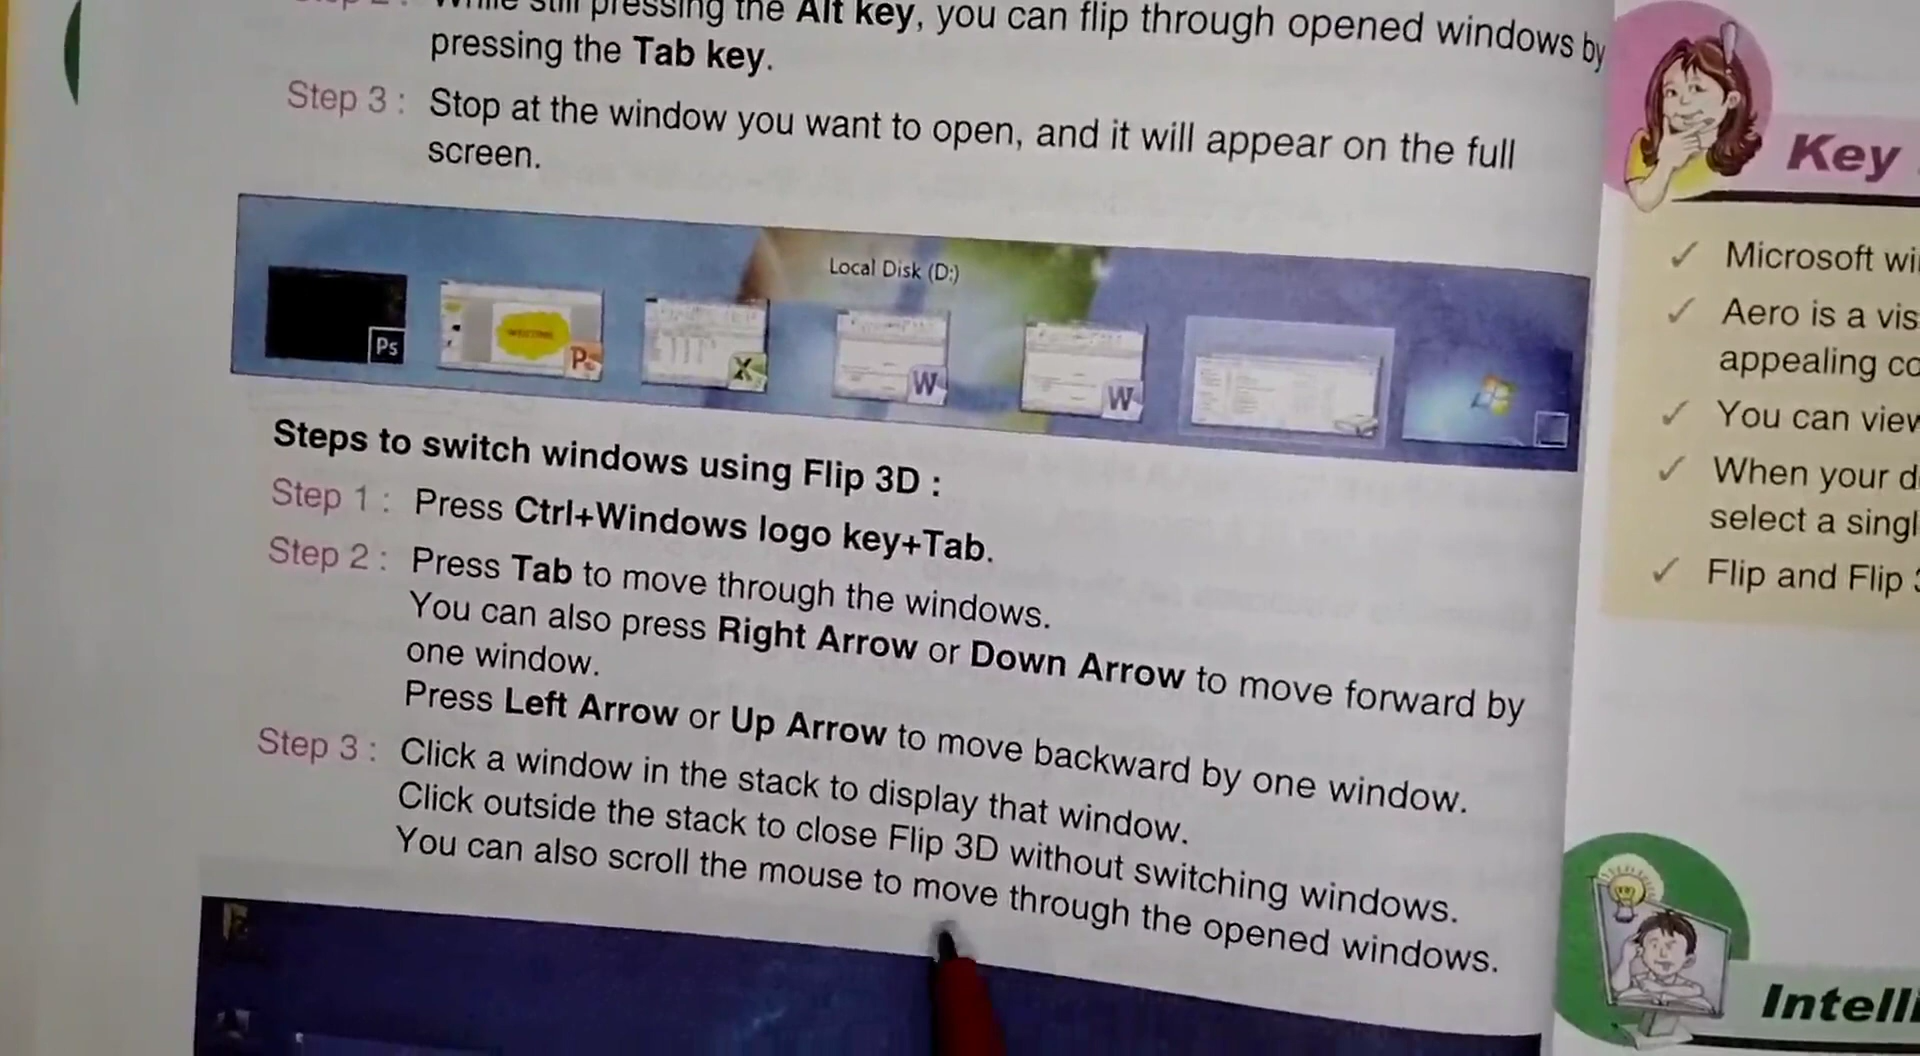 Step 2 : While still pressing the Alt key, you can flip through opened windows by
pressing the Tab key.
Step 3 : Stop at the window you want to open, and it will appear on the full
screen.
Local Disk (D:)
Ps
P
X
W
W
Steps to switch windows using Flip 3D :
Step 1 : Press Ctrl+Windows logo key+Tab.
Step 2 : Press Tab to move through the windows.
You can also press Right Arrow or Down Arrow to move forward by
one window.
Press Left Arrow or Up Arrow to move backward by one window.
Step 3 : Click a window in the stack to display that window.
Click outside the stack to close Flip 3D without switching windows.
You can also scroll the mouse to move through the opened windows.
Key
✓ Microsoft wi
✓ Aero is a vis
appealing co
✓ You can view
✓ When your d
select a singl
✓ Flip and Flip 3
Intelli